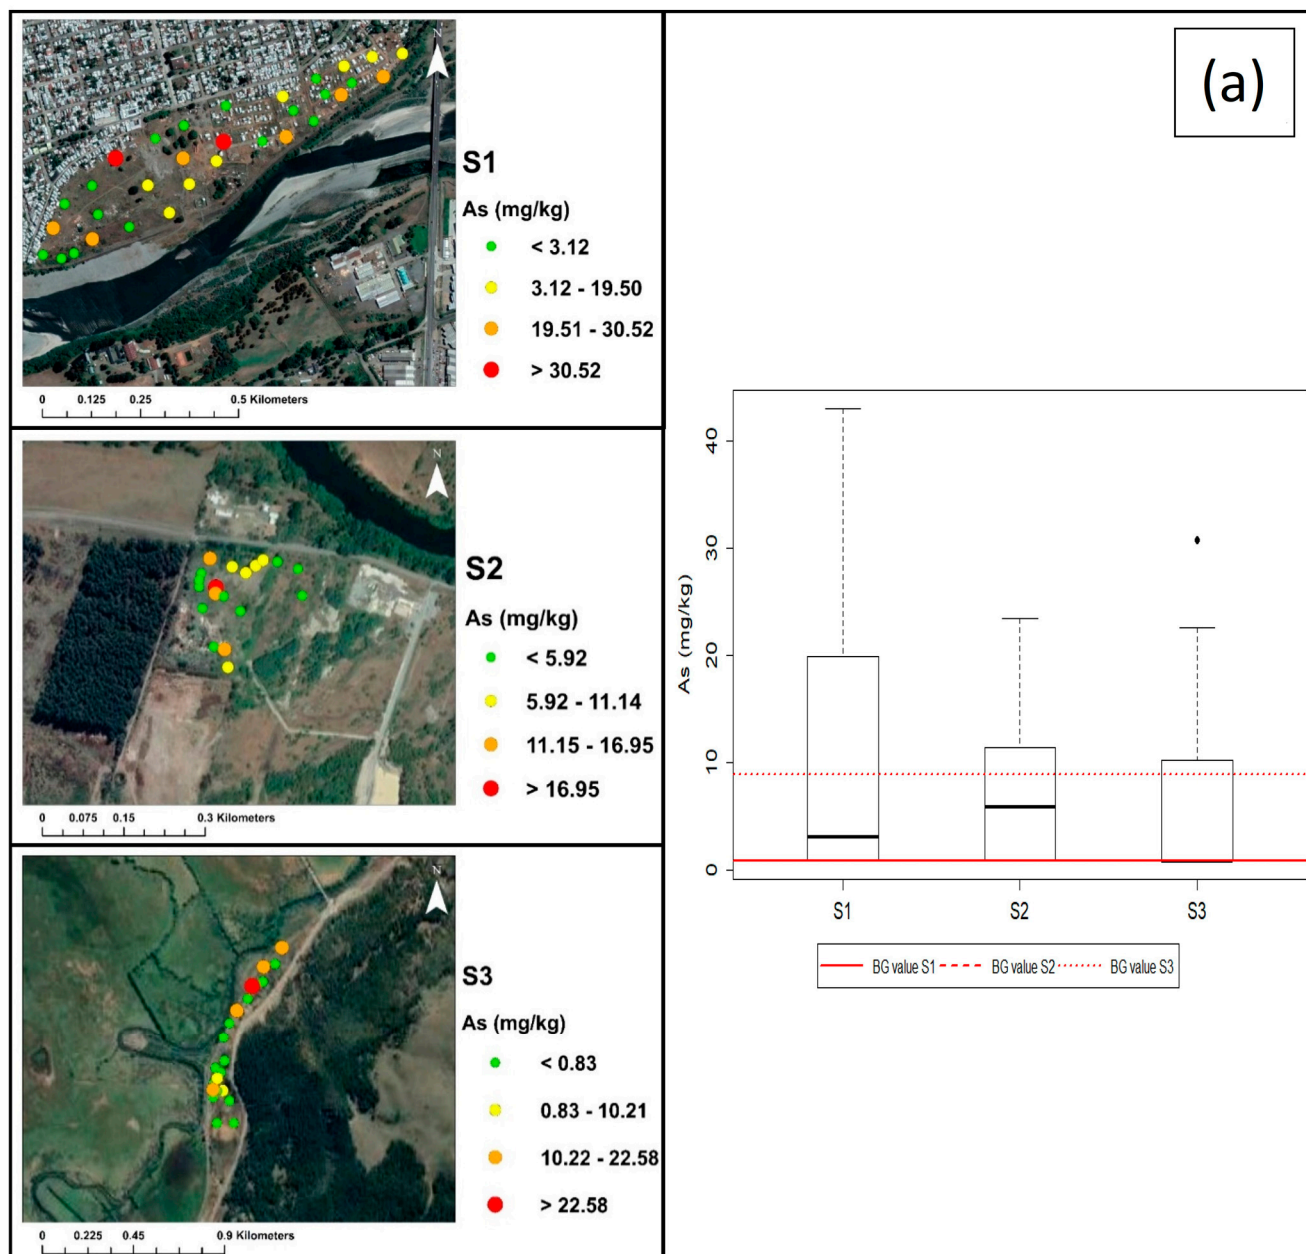 (a)
N
S1
As (mg/kg)
< 3.12
3.12 - 19.50
19.51 - 30.52
> 30.52
0 0.125 0.25 0.5 Kilometers
N
S2
As (mg/kg)
< 5.92
5.92 - 11.14
11.15 - 16.95
> 16.95
0 0.075 0.15 0.3 Kilometers
N
S3
As (mg/kg)
< 0.83
0.83 - 10.21
10.22 - 22.58
> 22.58
0 0.225 0.45 0.9 Kilometers
As (mg/kg)
40
30
20
10
0
S1 S2 S3
BG value S1 BG value S2 BG value S3